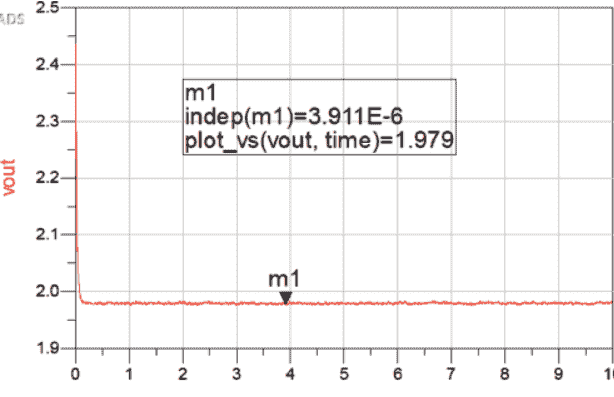 ADS
2.5
2.4
2.3
2.2
2.1
2.0
1.9
vout
m1
indep(m1)=3.911E-6
plot_vs(vout, time)=1.979
m1
0 1 2 3 4 5 6 7 8 9